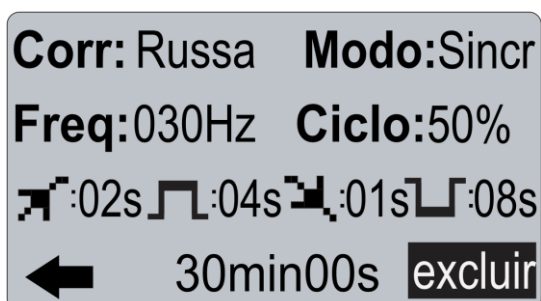 Corr: Russa Modo:Sincr
Freq:030Hz Ciclo:50%
:02s :04s :01s :08s
30min00s excluir